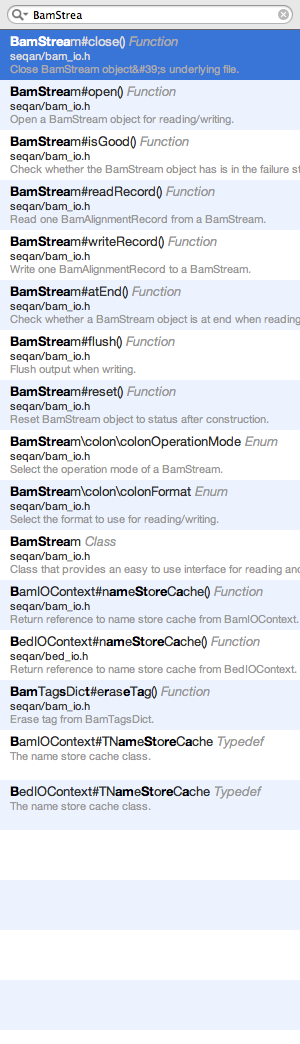 BamStrea
BamStream#close() Function
seqan/bam_io.h
Close BamStream object&#39;s underlying file.
BamStream#open() Function
seqan/bam_io.h
Open a BamStream object for reading/writing.
BamStream#isGood() Function
seqan/bam_io.h
Check whether the BamStream object has is in the failure st
BamStream#readRecord() Function
seqan/bam_io.h
Read one BamAlignmentRecord from a BamStream.
BamStream#writeRecord() Function
seqan/bam_io.h
Write one BamAlignmentRecord to a BamStream.
BamStream#atEnd() Function
seqan/bam_io.h
Check whether a BamStream object is at end when reading
BamStream#flush() Function
seqan/bam_io.h
Flush output when writing.
BamStream#reset() Function
seqan/bam_io.h
Reset BamStream object to status after construction.
BamStream\colon\colonOperationMode Enum
seqan/bam_io.h
Select the operation mode of a BamStream.
BamStream\colon\colonFormat Enum
seqan/bam_io.h
Select the format to use for reading/writing.
BamStream Class
seqan/bam_io.h
Class that provides an easy to use interface for reading and
BamIOContext#nameStoreCache() Function
seqan/bam_io.h
Return reference to name store cache from BamIOContext.
BedIOContext#nameStoreCache() Function
seqan/bed_io.h
Return reference to name store cache from BedIOContext.
BamTagsDict#eraseTag() Function
seqan/bam_io.h
Erase tag from BamTagsDict.
BamIOContext#TNameStoreCache Typedef
The name store cache class.
BedIOContext#TNameStoreCache Typedef
The name store cache class.